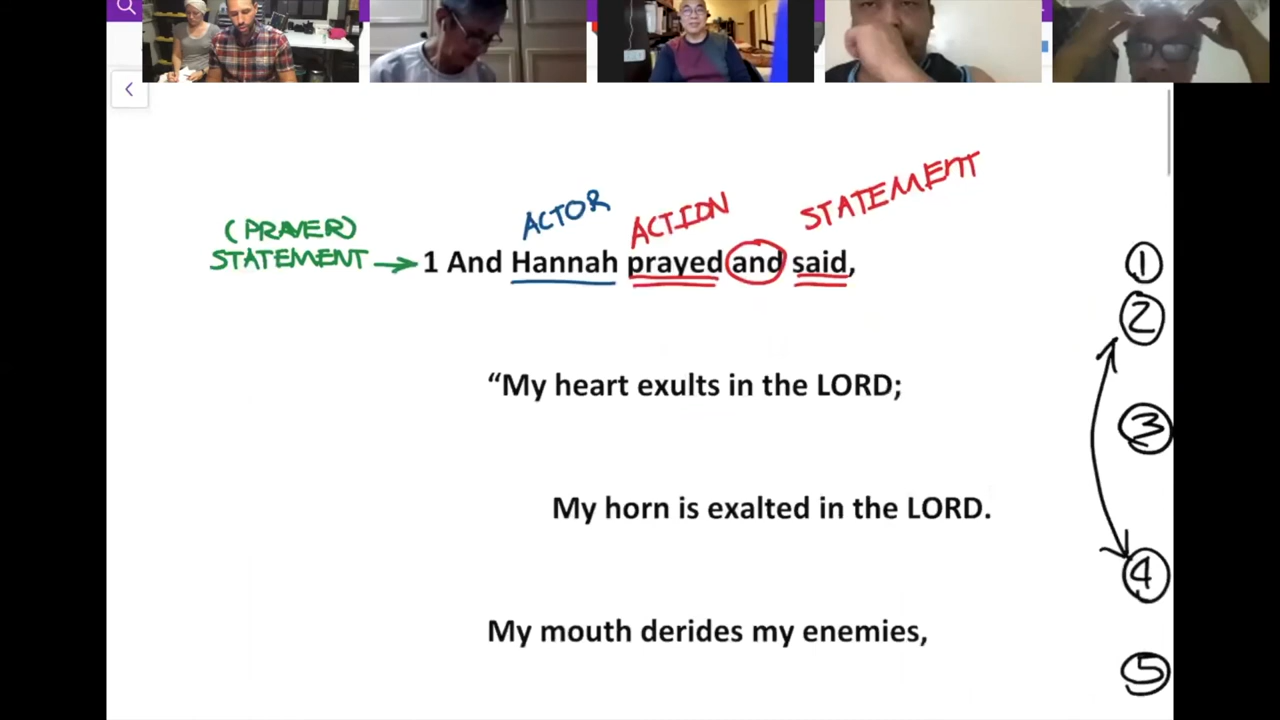 STATEMENT
ACTOR
ACTION
(PRAYER)
STATEMENT
1 And Hannah prayed and said,
1
2
“My heart exults in the LORD;
3
My horn is exalted in the LORD.
4
My mouth derides my enemies,
5